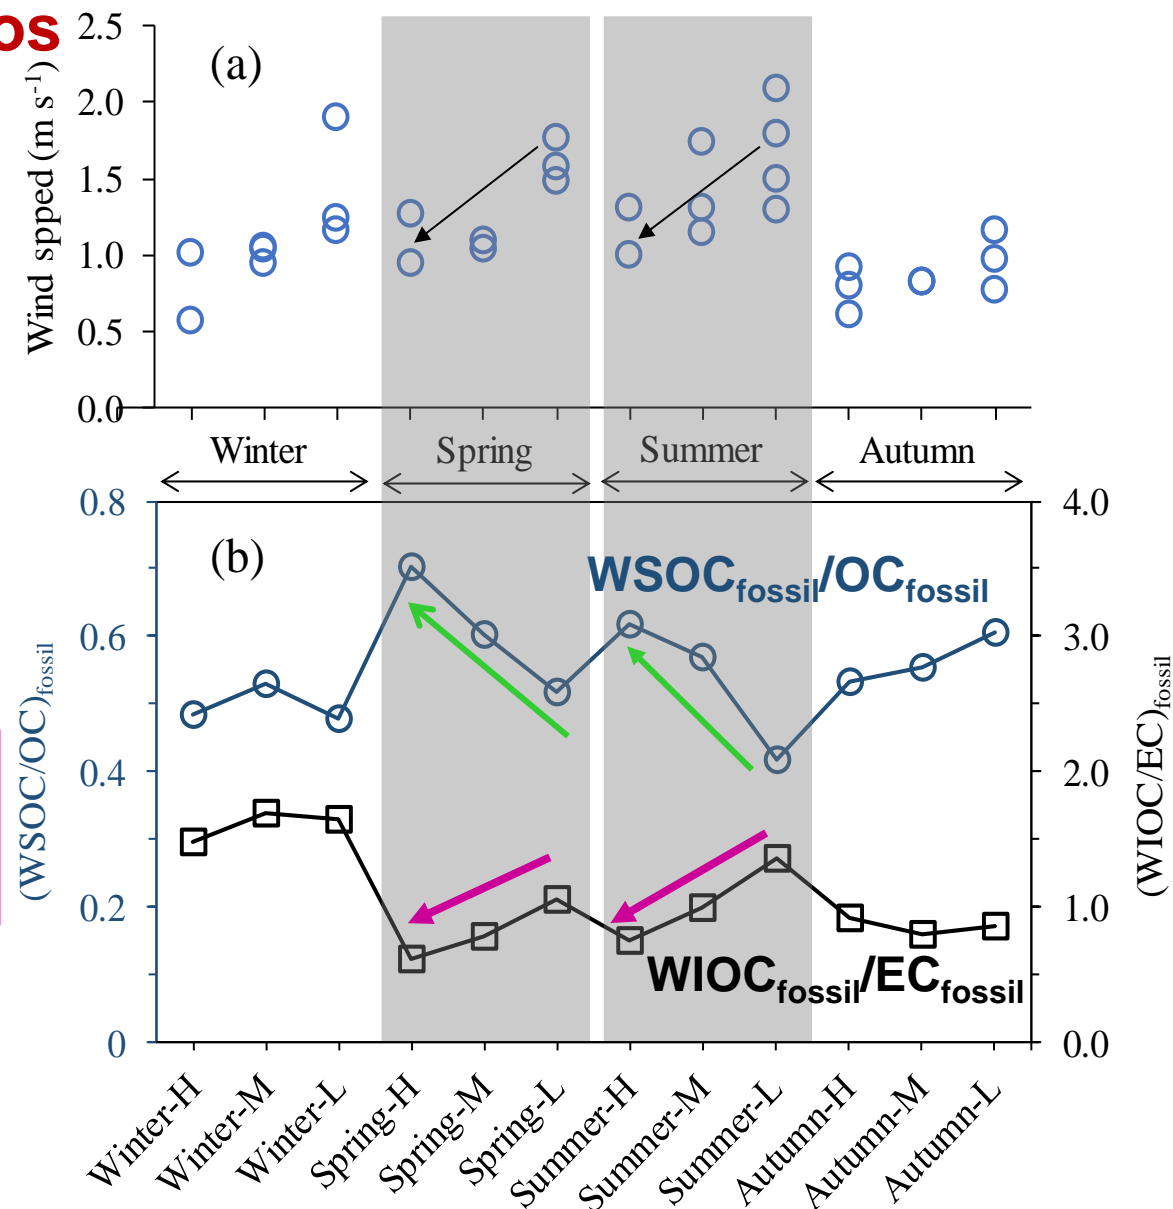 os
(a)
Wind spped (m s-1)
2.5
2.0
1.5
1.0
0.5
0.0
Winter
Spring
Summer
Autumn
(b)
WSOCfossil/OCfossil
WIOCfossil/ECfossil
(WSOC/OC)fossil
0.8
0.6
0.4
0.2
0
(WIOC/EC)fossil
4.0
3.0
2.0
1.0
0.0
Winter-H
Winter-M
Winter-L
Spring-H
Spring-M
Spring-L
Summer-H
Summer-M
Summer-L
Autumn-H
Autumn-M
Autumn-L